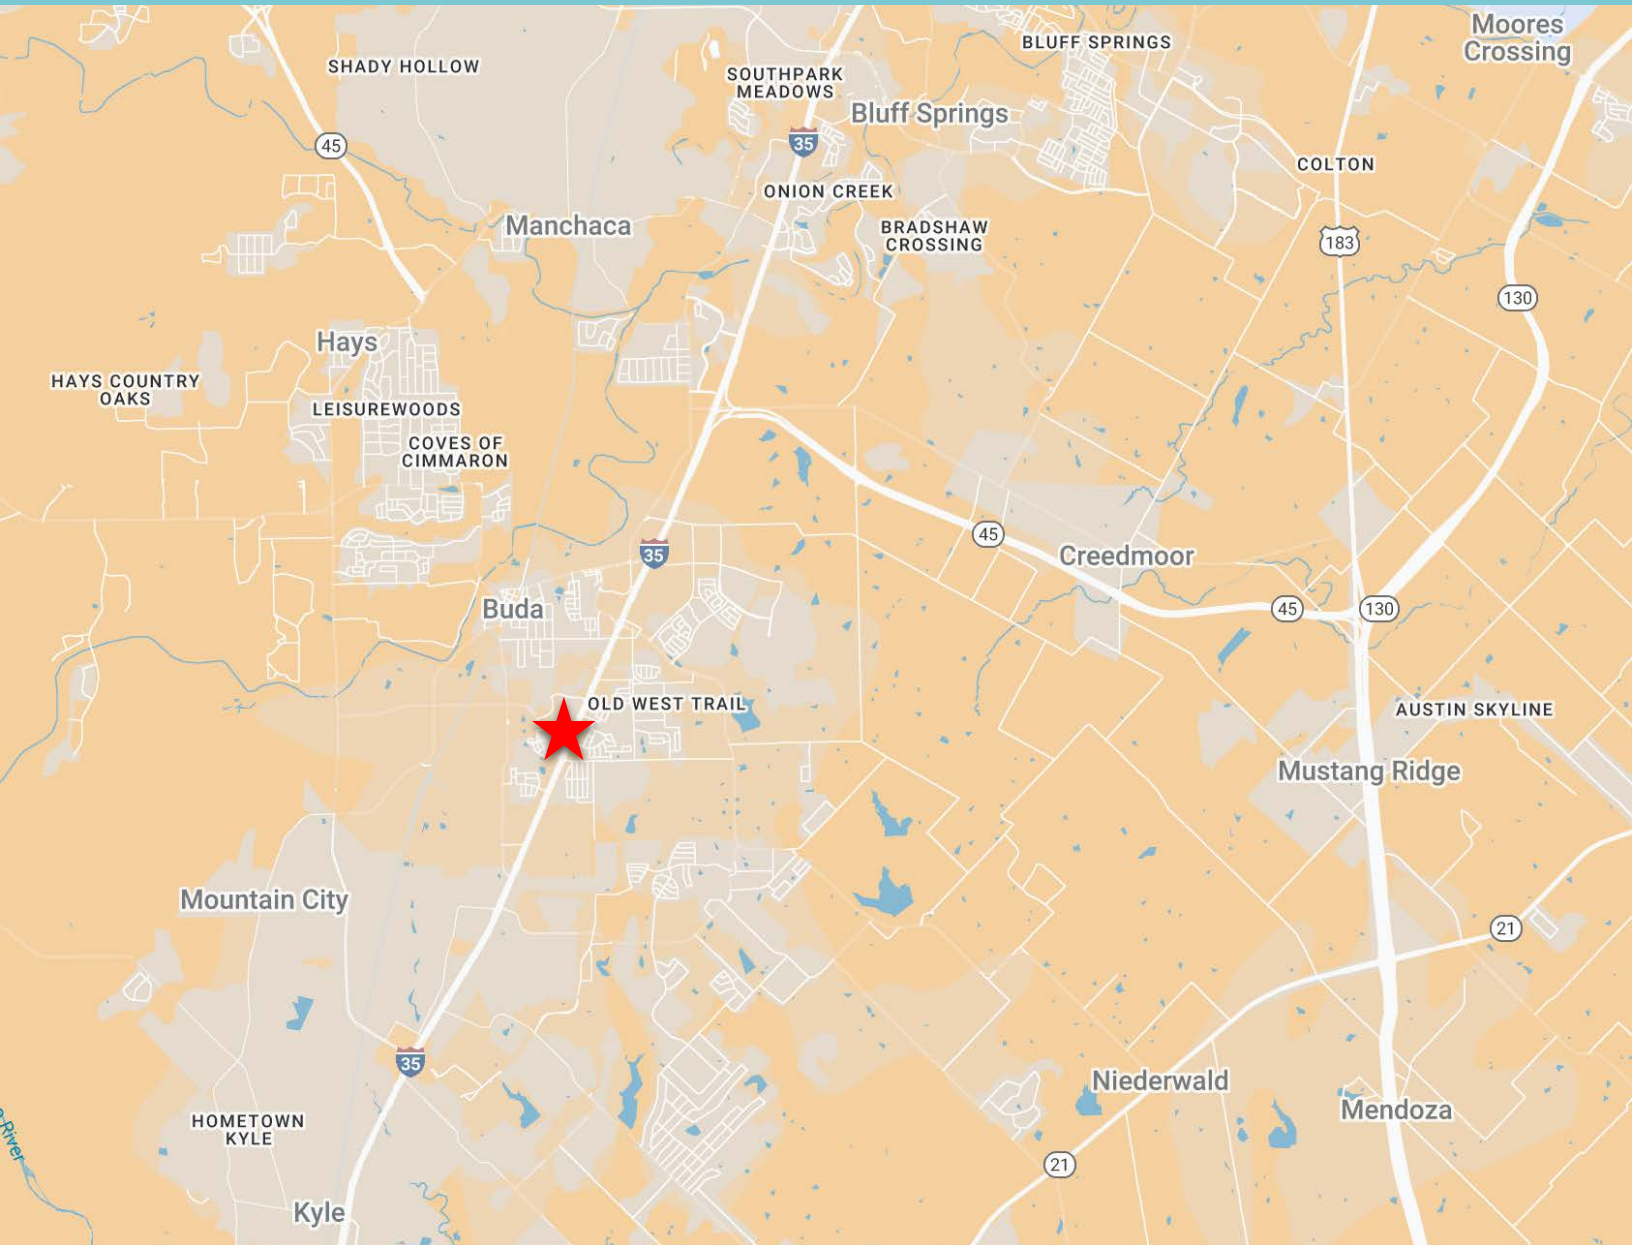 Moores
Crossing
BLUFF SPRINGS
SHADY HOLLOW
SOUTHPARK
MEADOWS
Bluff Springs
35
45
COLTON
ONION CREEK
Manchaca
BRADSHAW
CROSSING
183
130
Hays
HAYS COUNTRY
OAKS
LEISUREWOODS
COVES OF
CIMMARON
45
35
Creedmoor
Buda
45
130
OLD WEST TRAIL
AUSTIN SKYLINE
Mustang Ridge
Mountain City
21
35
Niederwald
Mendoza
HOMETOWN
KYLE
River
21
Kyle